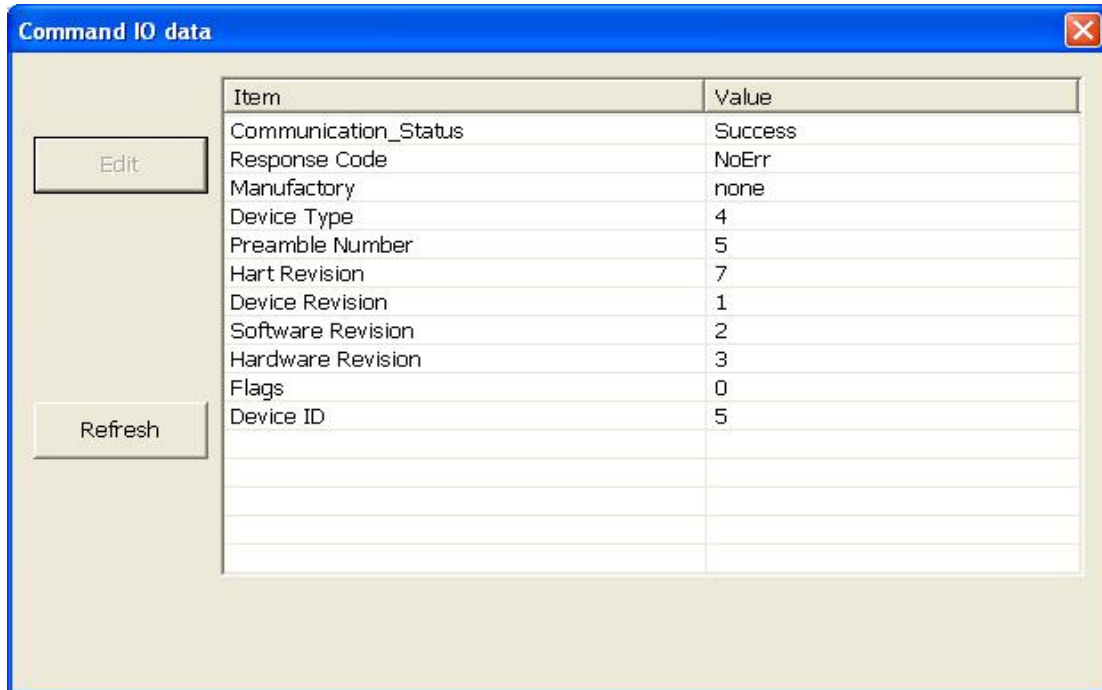 Command IO data
Item Value
Communication_Status Success
Edit
Response Code NoErr
Manufactory none
Device Type 4
Preamble Number 5
Hart Revision 7
Device Revision 1
Software Revision 2
Hardware Revision 3
Flags 0
Device ID 5
Refresh